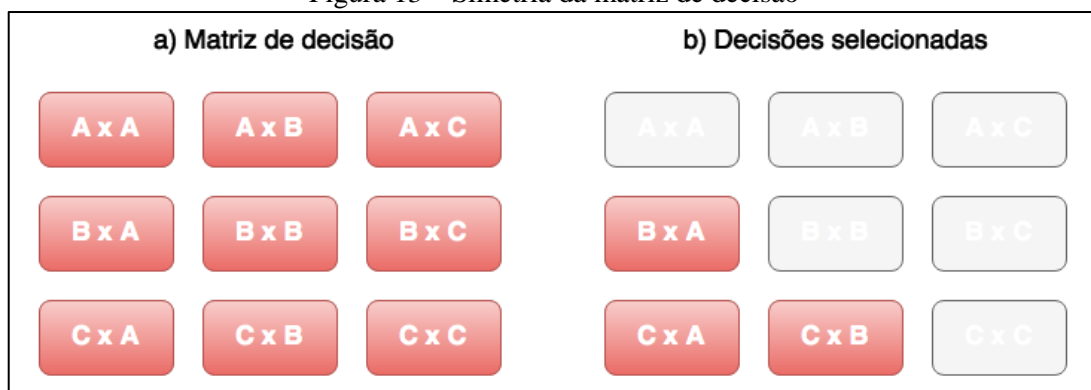 Figura 13 – Simetria da matriz de decisão
a) Matriz de decisão
b) Decisões selecionadas
A x A A x B A x C
A x A A x B A x C
B x A B x B B x C
B x A B x B B x C
C x A C x B C x C
C x A C x B C x C